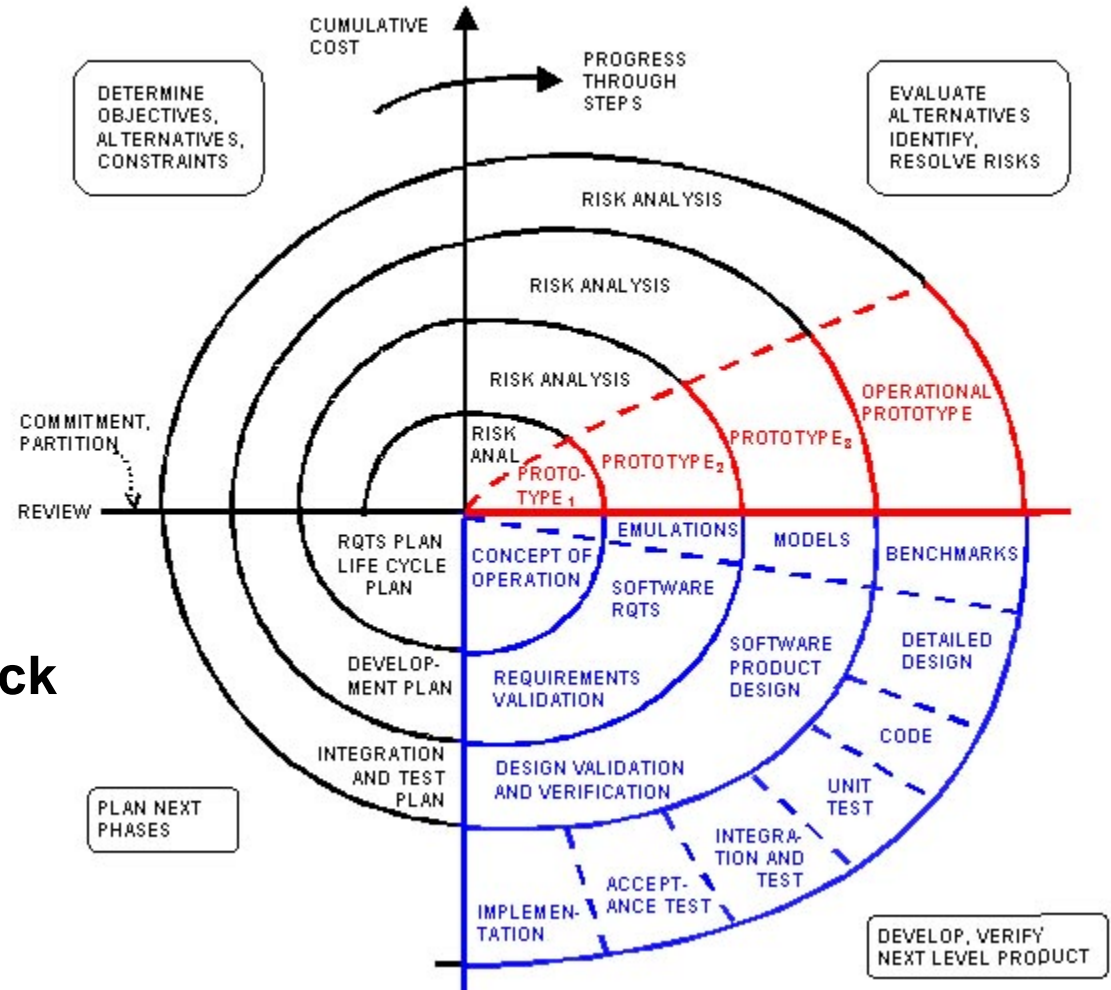 CUMULATIVE
COST
PROGRESS
THROUGH
STEPS
DETERMINE
OBJECTIVES,
ALTERNATIVES,
CONSTRAINTS
EVALUATE
ALTERNATIVES
IDENTIFY,
RESOLVE RISKS
RISK ANALYSIS
RISK ANALYSIS
RISK ANALYSIS
RISK
ANAL
COMMITMENT,
PARTITION
REVIEW
PROTO-
TYPE 1
PROTOTYPE2
PROTOTYPE3
OPERATIONAL
PROTOTYPE
RQTS PLAN
LIFE CYCLE
PLAN
CONCEPT OF
OPERATION
EMULATIONS
MODELS
BENCHMARKS
SOFTWARE
RQTS
SOFTWARE
PRODUCT
DESIGN
DETAILED
DESIGN
ck
DEVELOP-
MENT PLAN
REQUIREMENTS
VALIDATION
CODE
INTEGRATION
AND TEST
PLAN
DESIGN VALIDATION
AND VERIFICATION
UNIT
TEST
PLAN NEXT
PHASES
INTEGRA-
TION AND
TEST
ACCEPT-
ANCE TEST
IMPLEMEN-
TATION
DEVELOP, VERIFY
NEXT LEVEL PRODUCT